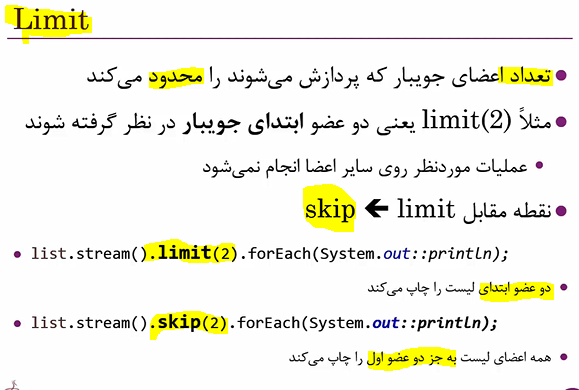 Limit
تعداد اعضای جویبار که پردازش می‌شوند را محدود می‌کند
مثلاً limit(2) یعنی دو عضو ابتدای جویبار در نظر گرفته شوند
عملیات موردنظر روی سایر اعضا انجام نمی‌شود
نقطه مقابل limit ← skip
list.stream().limit(2).forEach(System.out::println);
دو عضو ابتدای لیست را چاپ می‌کند
list.stream().skip(2).forEach(System.out::println);
همه اعضای لیست به جز دو عضو اول را چاپ می‌کند